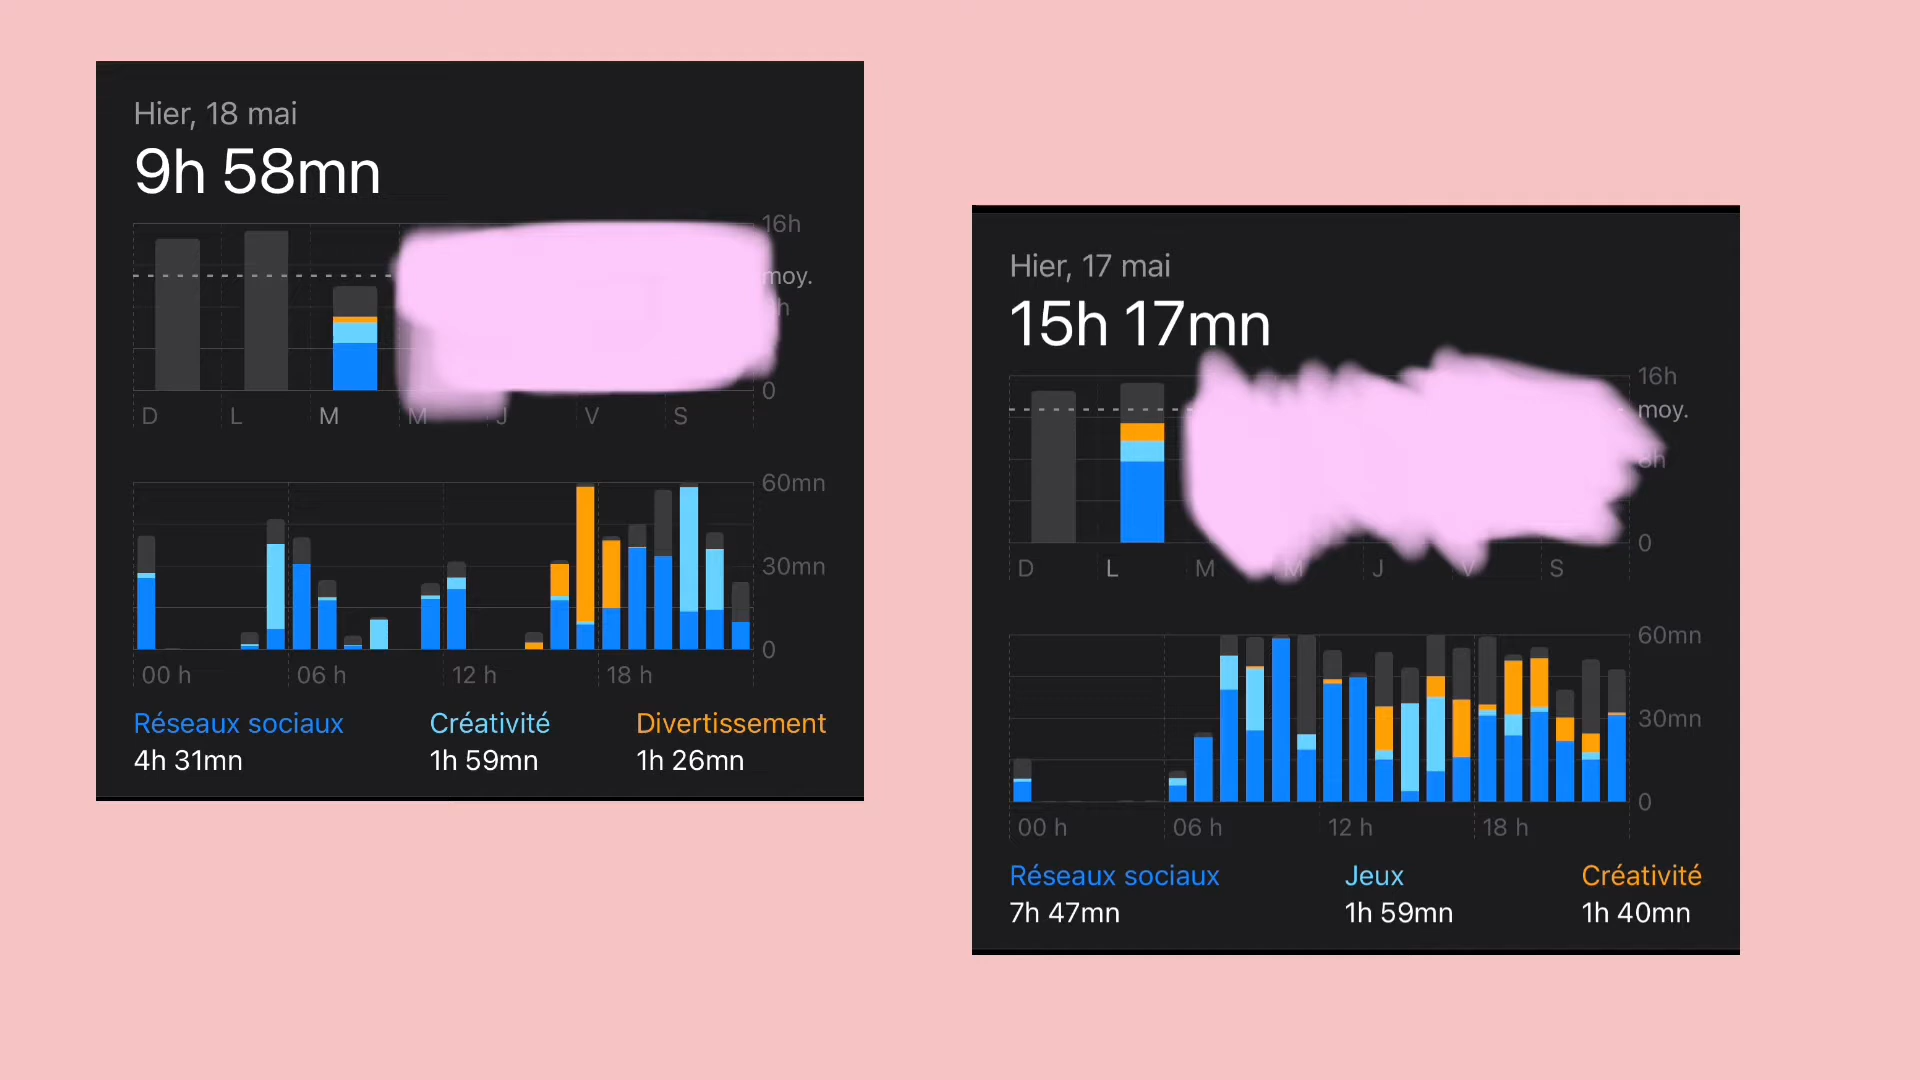 Hier, 18 mai
9h 58mn
16h
moy.
h
0
D L M M J V S
60mn
30mn
0
00 h 06 h 12 h 18 h
Réseaux sociaux Créativité Divertissement
4h 31mn 1h 59mn 1h 26mn
Hier, 17 mai
15h 17mn
16h
moy.
8h
0
D L M M J V S
60mn
30mn
0
00 h 06 h 12 h 18 h
Réseaux sociaux Jeux Créativité
7h 47mn 1h 59mn 1h 40mn